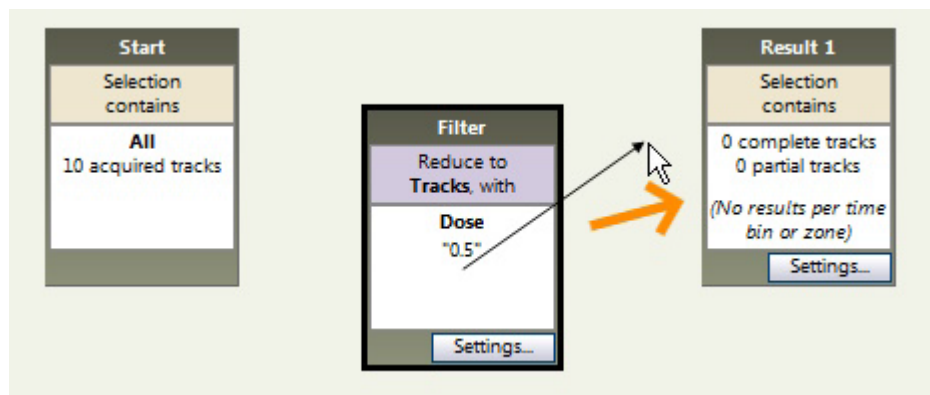 Start
Selection
contains
All
10 acquired tracks
Filter
Reduce to
Tracks, with
Dose
"0.5"
Settings...
Result 1
Selection
contains
0 complete tracks
0 partial tracks
(No results per time
bin or zone)
Settings...